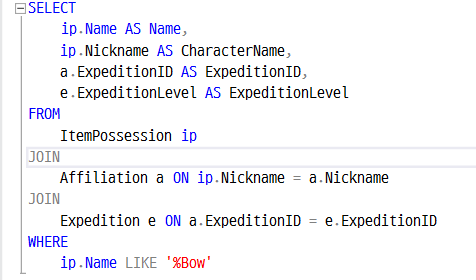 SELECT
ip.Name AS Name,
ip.Nickname AS CharacterName,
a.ExpeditionID AS ExpeditionID,
e.ExpeditionLevel AS ExpeditionLevel
FROM
ItemPossession ip
JOIN
Affiliation a ON ip.Nickname = a.Nickname
JOIN
Expedition e ON a.ExpeditionID = e.ExpeditionID
WHERE
ip.Name LIKE '%Bow'